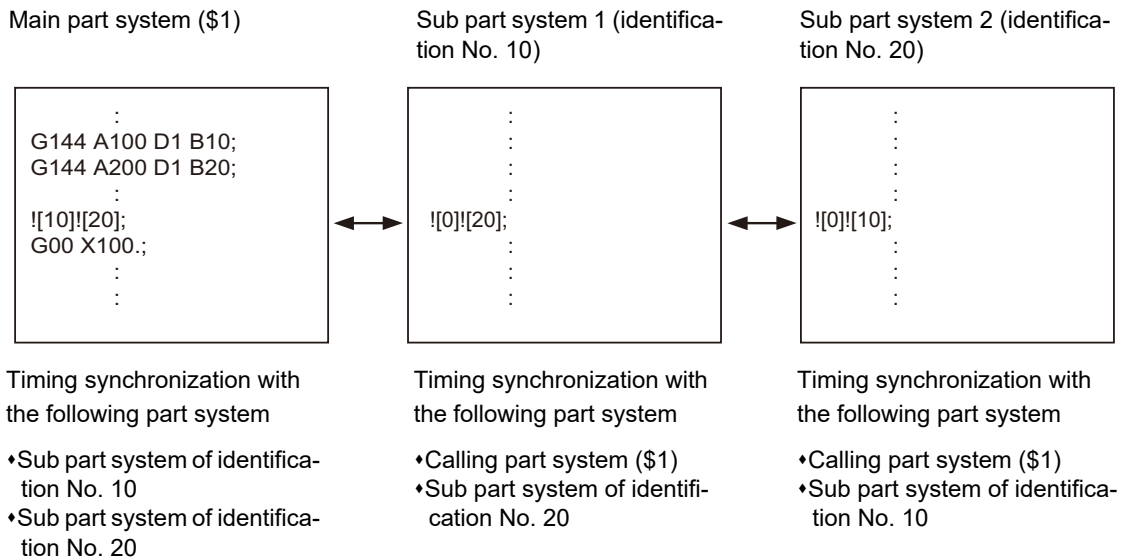 Main part system ($1)
Sub part system 1 (identifica-
tion No. 10)
Sub part system 2 (identifica-
tion No. 20)
:
G144 A100 D1 B10;
G144 A200 D1 B20;
:
![10]![20];
G00 X100.;
:
:
:
:
:
:
![0]![20];
:
:
:
:
:
:
:
![0]![10];
:
:
:
Timing synchronization with
the following part system
⬩Sub part system of identifica-
tion No. 10
⬩Sub part system of identifica-
tion No. 20
Timing synchronization with
the following part system
⬩Calling part system ($1)
⬩Sub part system of identifi-
cation No. 20
Timing synchronization with
the following part system
⬩Calling part system ($1)
⬩Sub part system of identifica-
tion No. 10